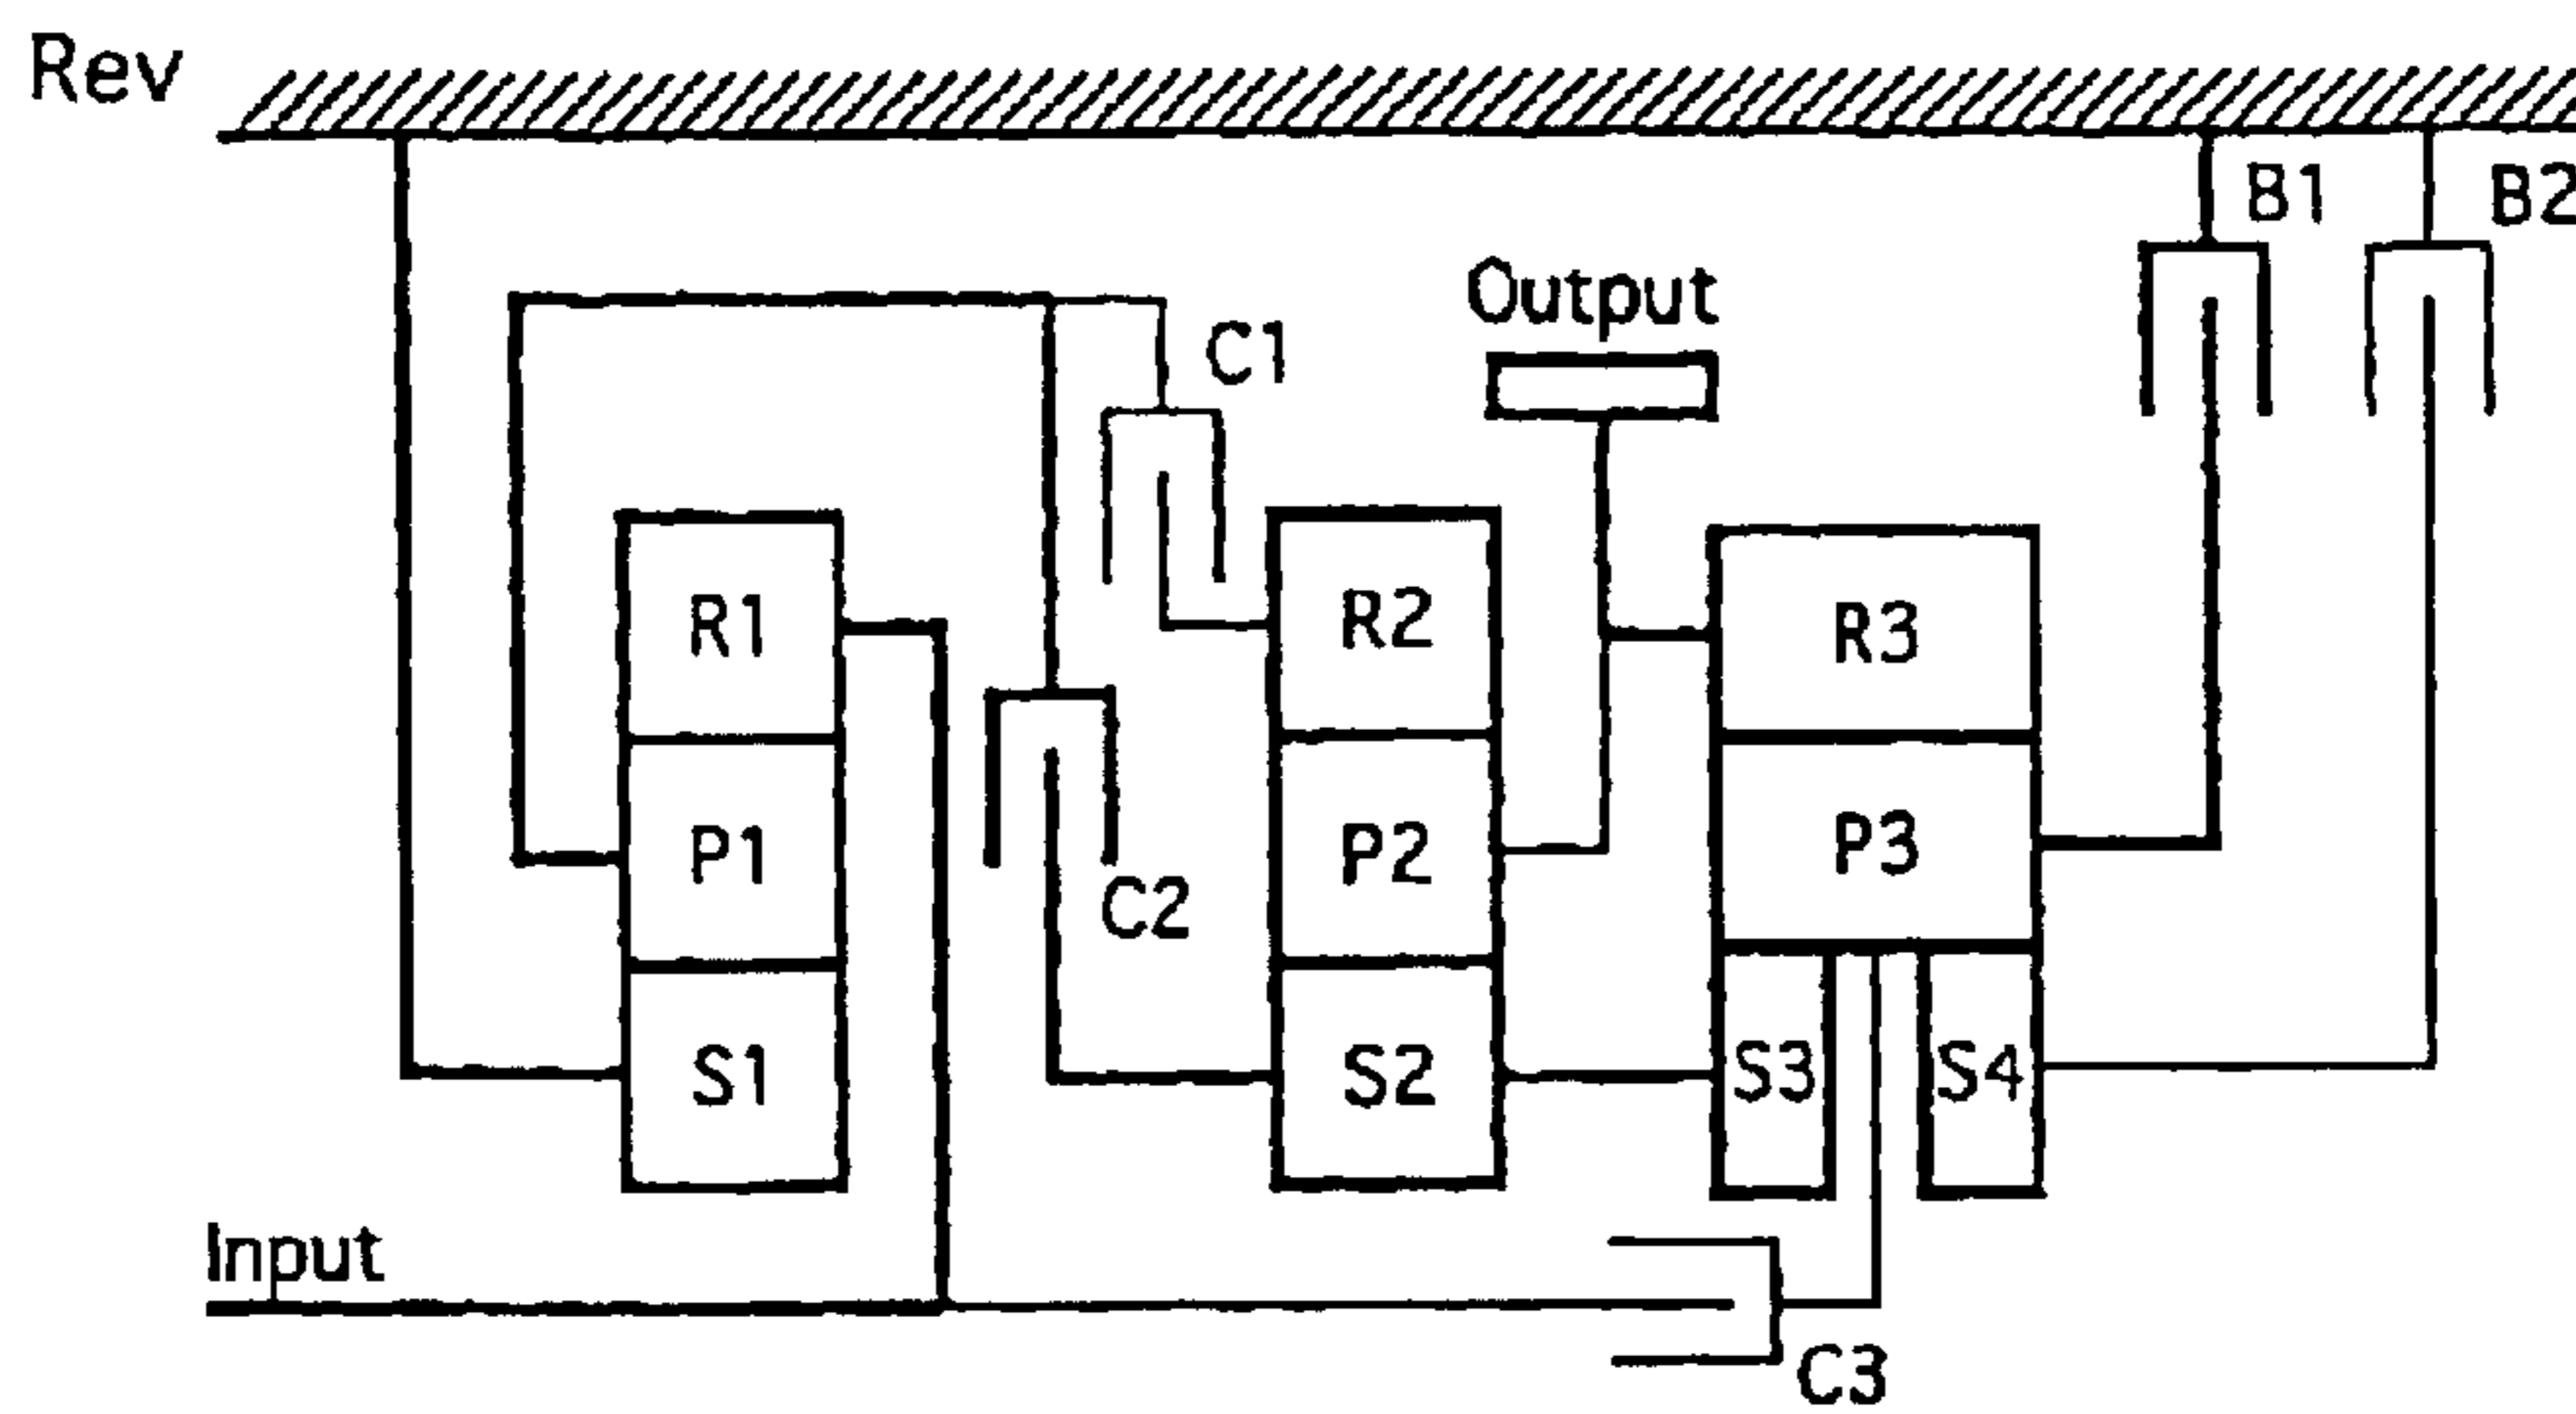 Rev
B1
B2
Output
C1
R1
R2
R3
P1
P2
P3
C2
S1
S2
S3
S4
Input
C3